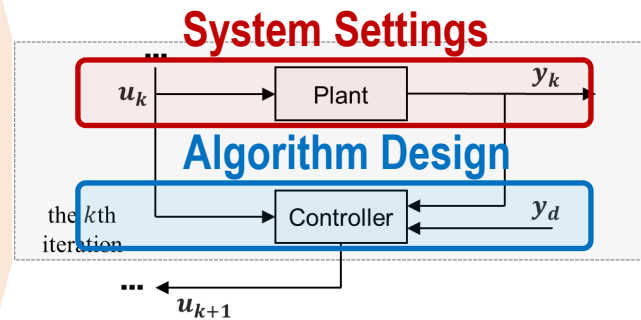 System Settings
...
u_k
Plant
y_k
Algorithm Design
the kth
iteration
Controller
y_d
...
u_{k+1}